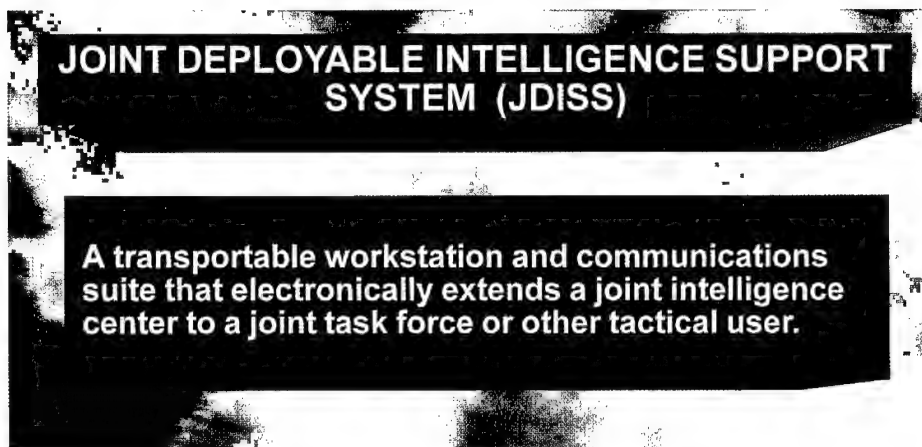 JOINT DEPLOYABLE INTELLIGENCE SUPPORT
SYSTEM (JDISS)
A transportable workstation and communications
suite that electronically extends a joint intelligence
center to a joint task force or other tactical user.